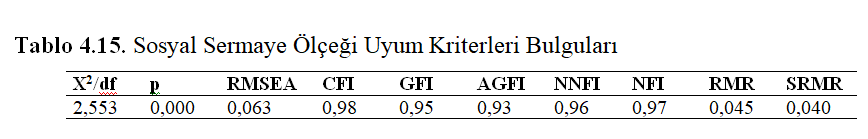 Tablo 4.15. Sosyal Sermaye Ölçeği Uyum Kriterleri Bulguları
X²/df p RMSEA CFI GFI AGFI NNFI NFI RMR SRMR
2,553 0,000 0,063 0,98 0,95 0,93 0,96 0,97 0,045 0,040